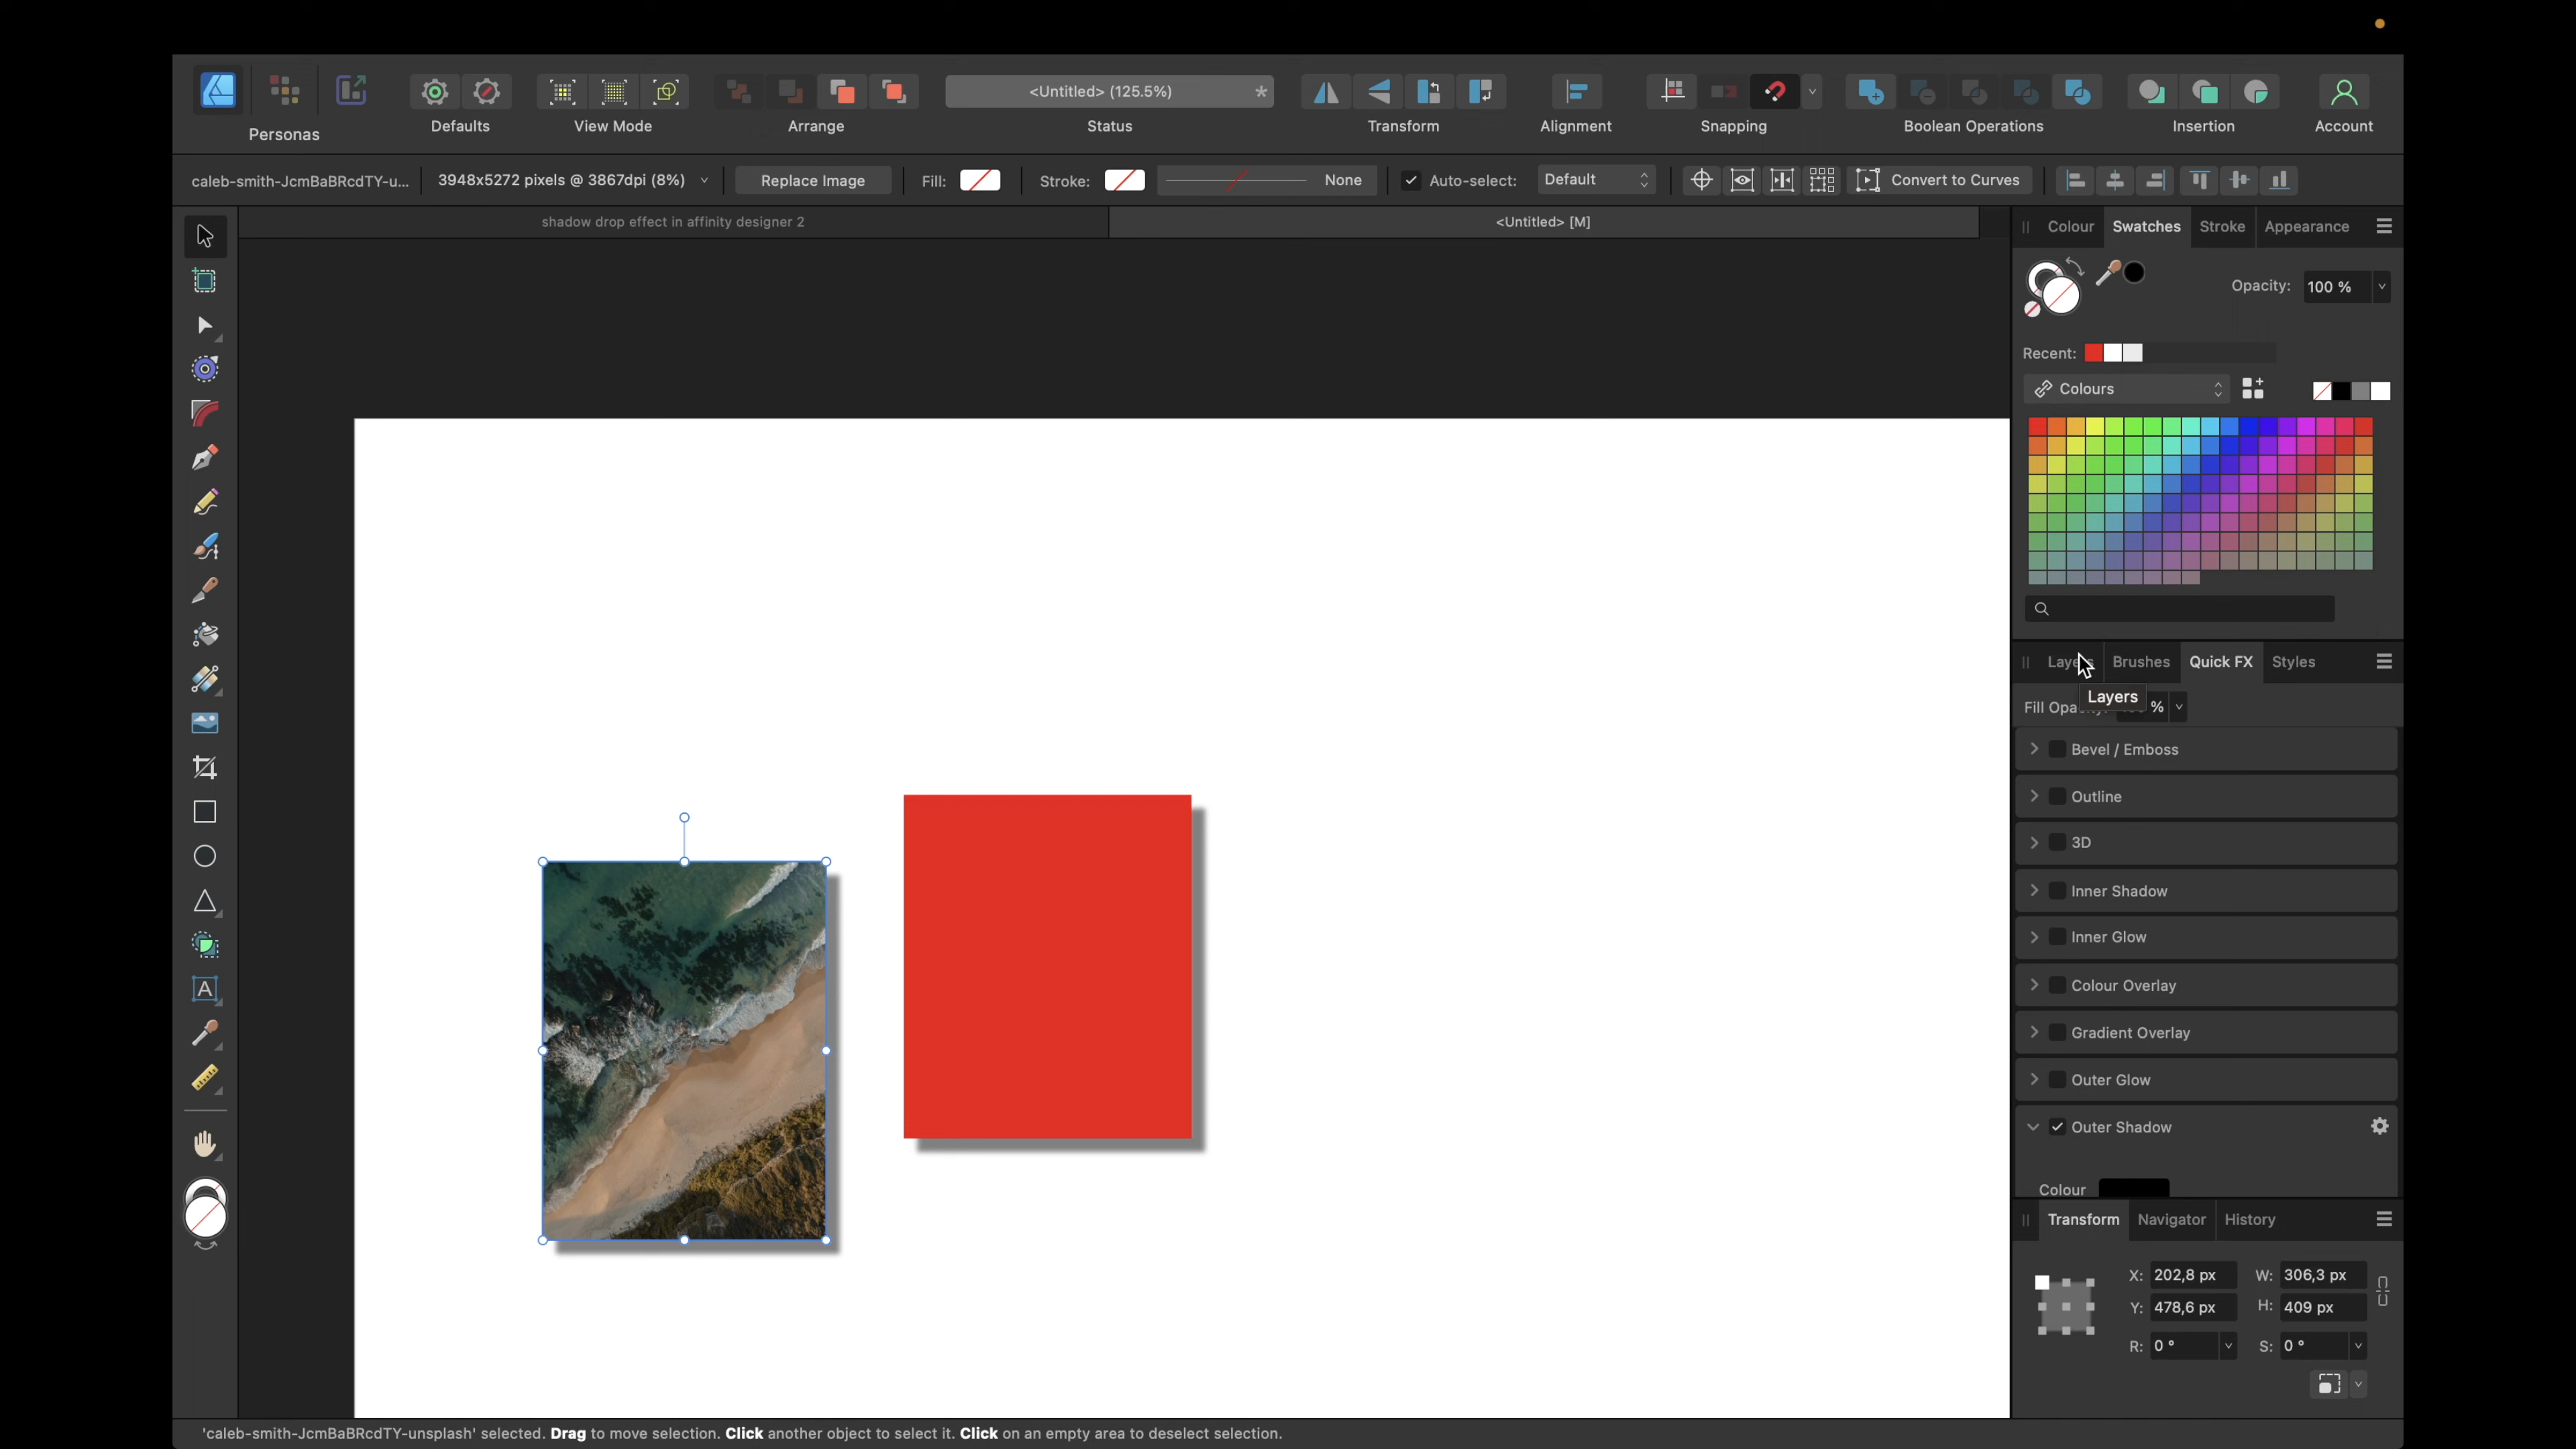 <Untitled> (125.5%) *
Personas Defaults View Mode Arrange Status Transform Alignment Snapping Boolean Operations Insertion Account
caleb-smith-JcmBaBRcdTY-u... 3948x5272 pixels @ 3867dpi (8%) Replace Image Fill: Stroke: None Auto-select: Default Convert to Curves
shadow drop effect in affinity designer 2 <Untitled> [M]
Colour Swatches Stroke Appearance
Opacity: 100 %
Recent:
Colours
Layers Brushes Quick FX Styles
Layers
Fill %
Bevel / Emboss
Outline
3D
Inner Shadow
Inner Glow
Colour Overlay
Gradient Overlay
Outer Glow
Outer Shadow
Colour
Transform Navigator History
X: 202,8 px W: 306,3 px
Y: 478,6 px H: 409 px
R: 0 ° S: 0 °
A
'caleb-smith-JcmBaBRcdTY-unsplash' selected. Drag to move selection. Click another object to select it. Click on an empty area to deselect selection.